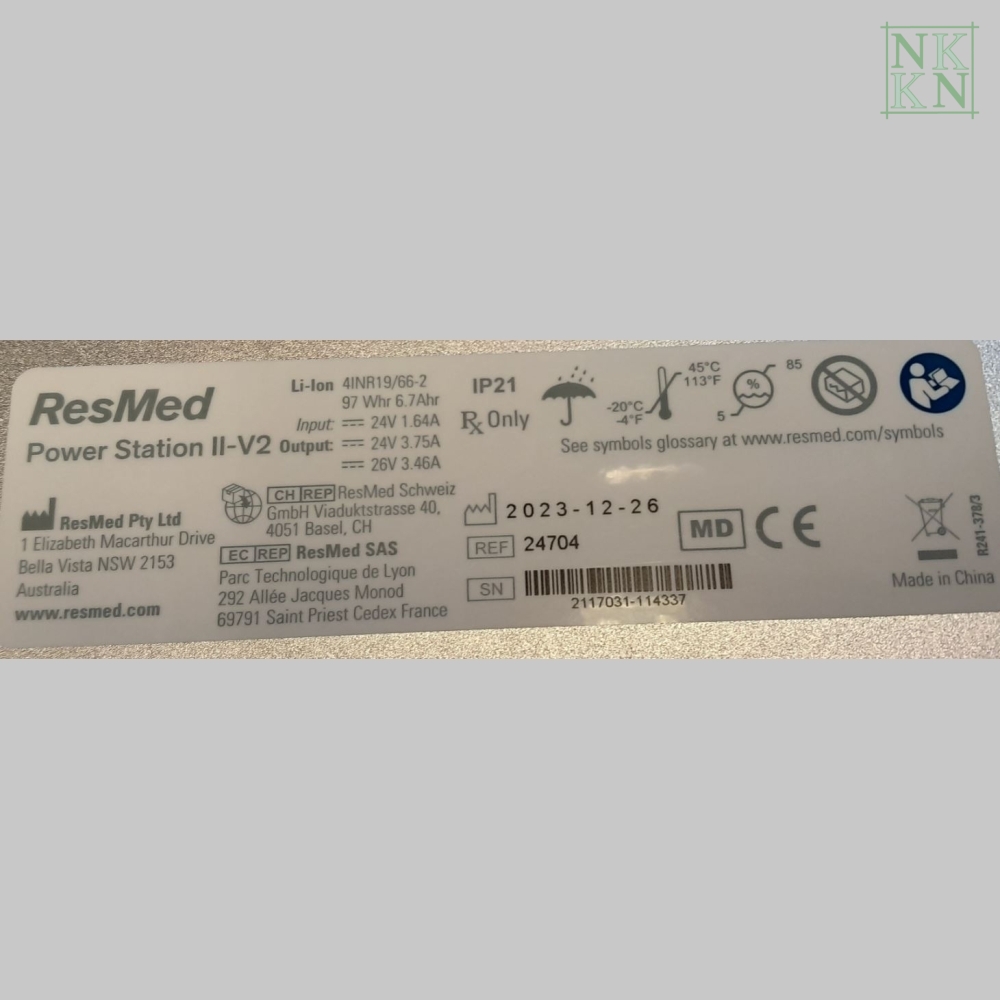 NK
KN
ResMed
Power Station II-V2
Li-Ion 4INR19/66-2
97 Whr 6.7Ahr
Input: 24V 1.64A
Output: 24V 3.75A
26V 3.46A
IP21
Rx Only
-20°C
-4°F
45°C
113°F
5
%
85
See symbols glossary at www.resmed.com/symbols
ResMed Pty Ltd
1 Elizabeth Macarthur Drive
Bella Vista NSW 2153
Australia
www.resmed.com
CH REP ResMed Schweiz
GmbH Viaduktstrasse 40,
4051 Basel, CH
EC REP ResMed SAS
Parc Technologique de Lyon
292 Allée Jacques Monod
69791 Saint Priest Cedex France
2023-12-26
REF 24704
SN
2117031-114337
MD CE
R241-378/3
Made in China